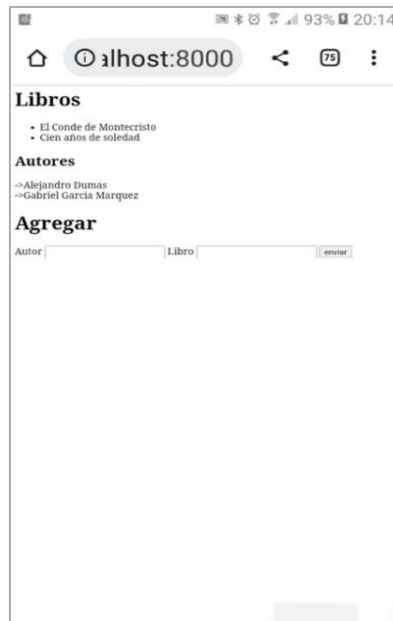 93% 20:14
alhost:8000 75
Libros
• El Conde de Montecristo
• Cien años de soledad
Autores
->Alejandro Dumas
->Gabriel Garcia Marquez
Agregar
Autor Libro enviar